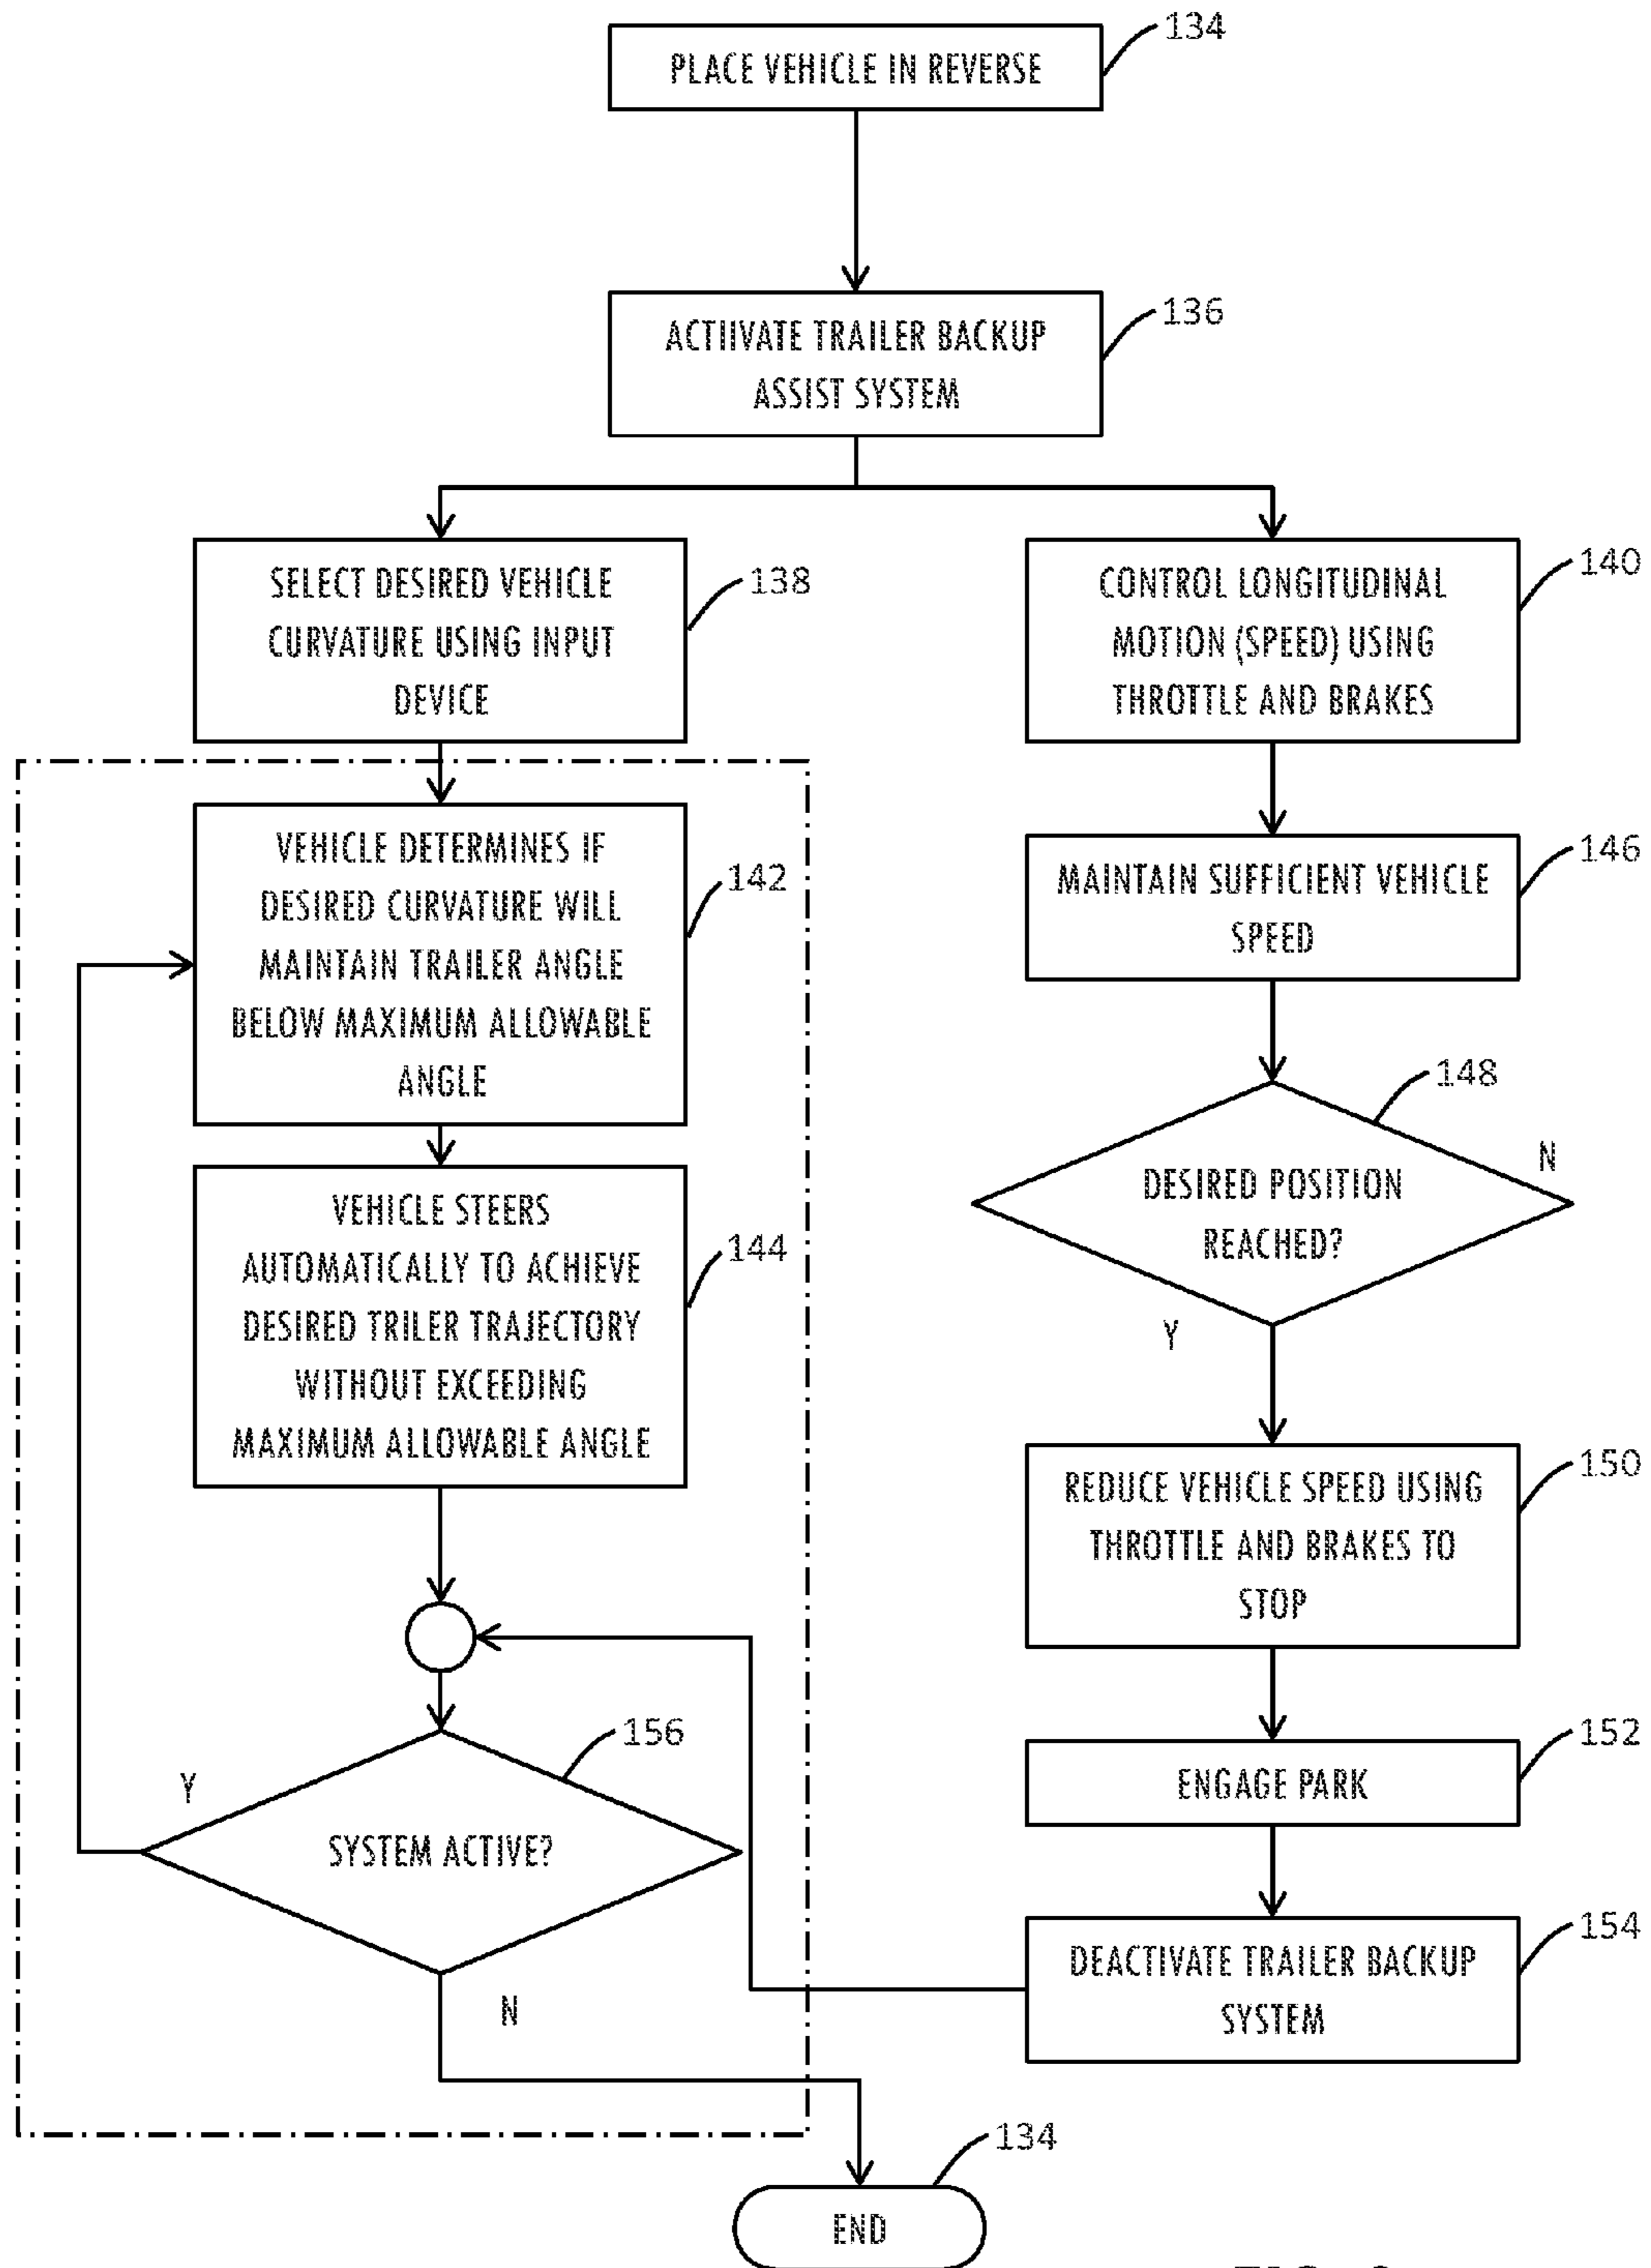 PLACE VEHICLE IN REVERSE
134
ACTIIVATE TRAILER BACKUP
ASSIST SYSTEM
136
SELECT DESIRED VEHICLE
CURVATURE USING INPUT
DEVICE
138
CONTROL LONGITUDINAL
MOTION (SPEED) USING
THROTTLE AND BRAKES
140
VEHICLE DETERMINES IF
DESIRED CURVATURE WILL
MAINTAIN TRAILER ANGLE
BELOW MAXIMUM ALLOWABLE
ANGLE
142
MAINTAIN SUFFICIENT VEHICLE
SPEED
146
VEHICLE STEERS
AUTOMATICALLY TO ACHIEVE
DESIRED TRILER TRAJECTORY
WITHOUT EXCEEDING
MAXIMUM ALLOWABLE ANGLE
144
148
DESIRED POSITION
REACHED?
N
Y
REDUCE VEHICLE SPEED USING
THROTTLE AND BRAKES TO
STOP
150
156
SYSTEM ACTIVE?
Y
N
ENGAGE PARK
152
DEACTIVATE TRAILER BACKUP
SYSTEM
154
134
END